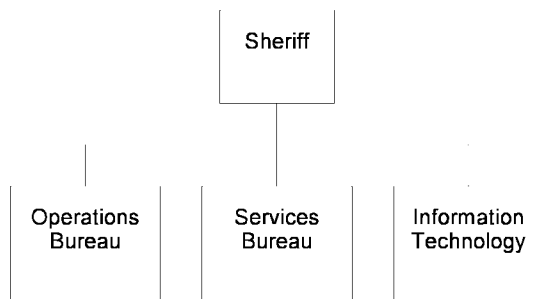 Sheriff
Operations
Bureau
Services
Bureau
Information
Technology